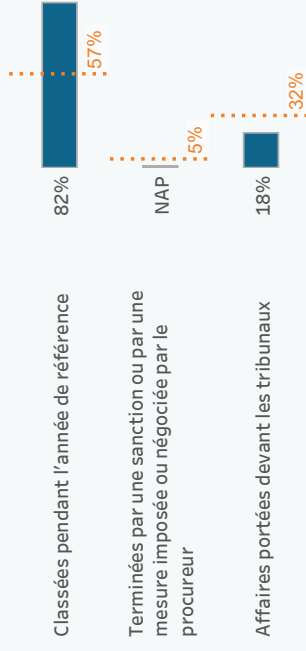 Classées pendant l'année de référence
82%
57%
Terminées par une sanction ou par une
mesure imposée ou négociée par le
procureur
NAP
5%
Affaires portées devant les tribunaux
18%
32%